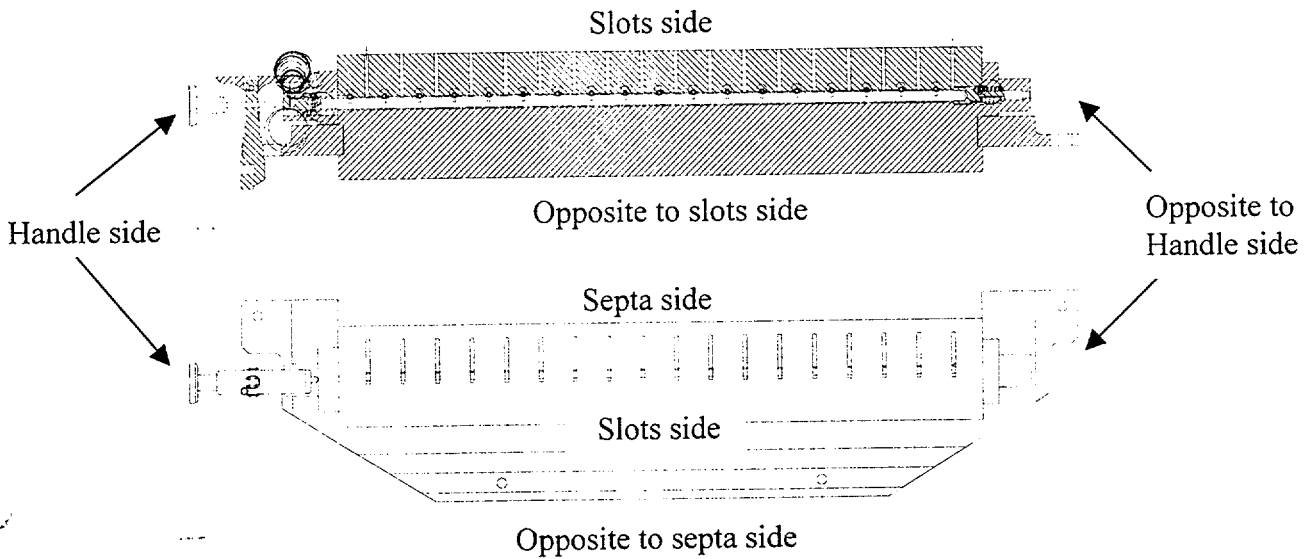 Slots side
Opposite to slots side
Handle side
Opposite to
Handle side
Septa side
Slots side
Opposite to septa side